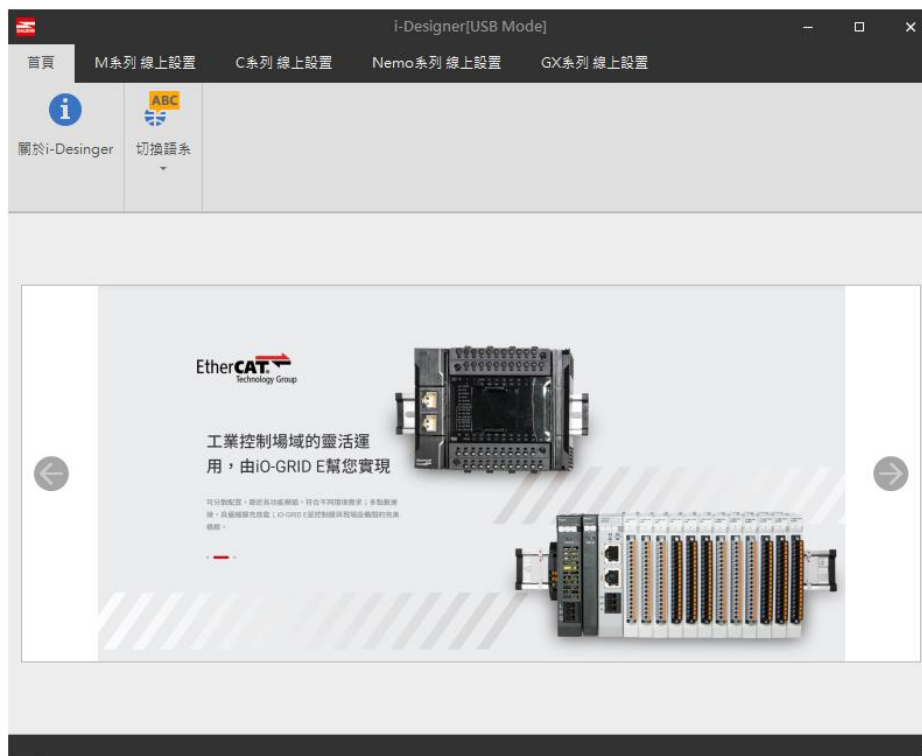 i-Designer[USB Mode]
首頁
M系列 線上設置
C系列 線上設置
Nemo系列 線上設置
GX系列 線上設置
ABC
關於i-Desinger
切換語系
EtherCAT
Technology Group
工業控制場域的靈活運
用，由iO-GRID E幫您實現